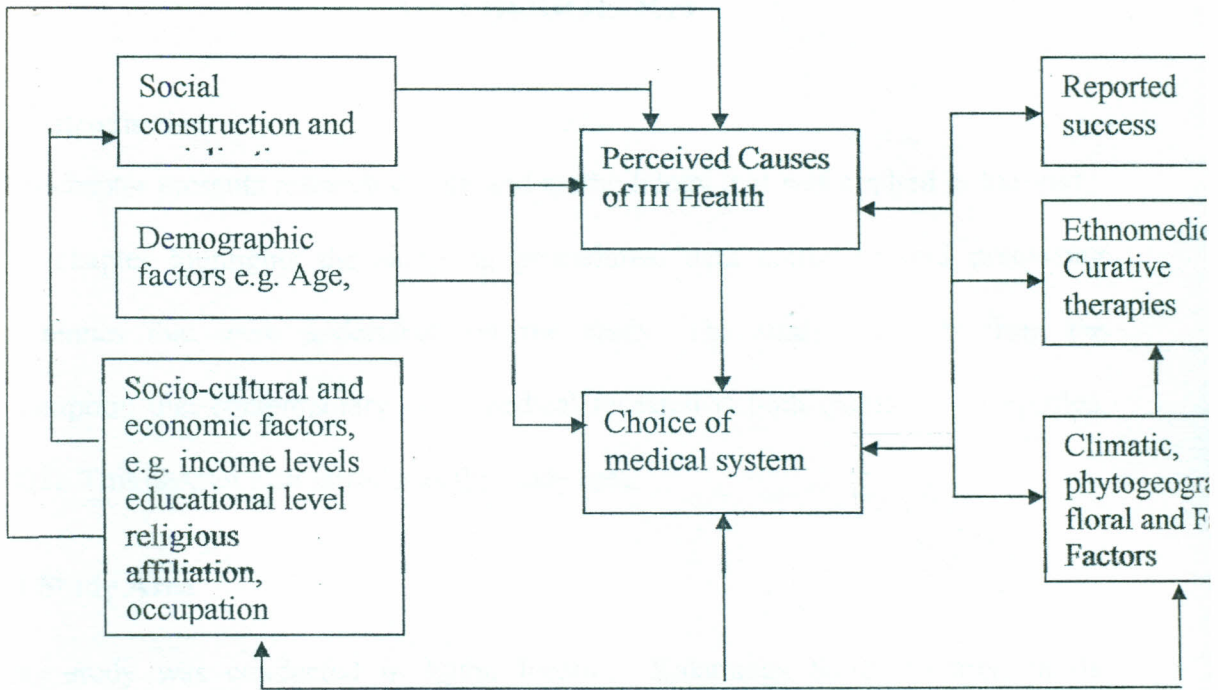 Social
construction and
Perceived Causes
of III Health
Reported
success
Demographic
factors e.g. Age,
Ethnomedic
Curative
therapies
Socio-cultural and
economic factors,
e.g. income levels
educational level
religious
affiliation,
occupation
Choice of
medical system
Climatic,
phytogeogra
floral and F
Factors